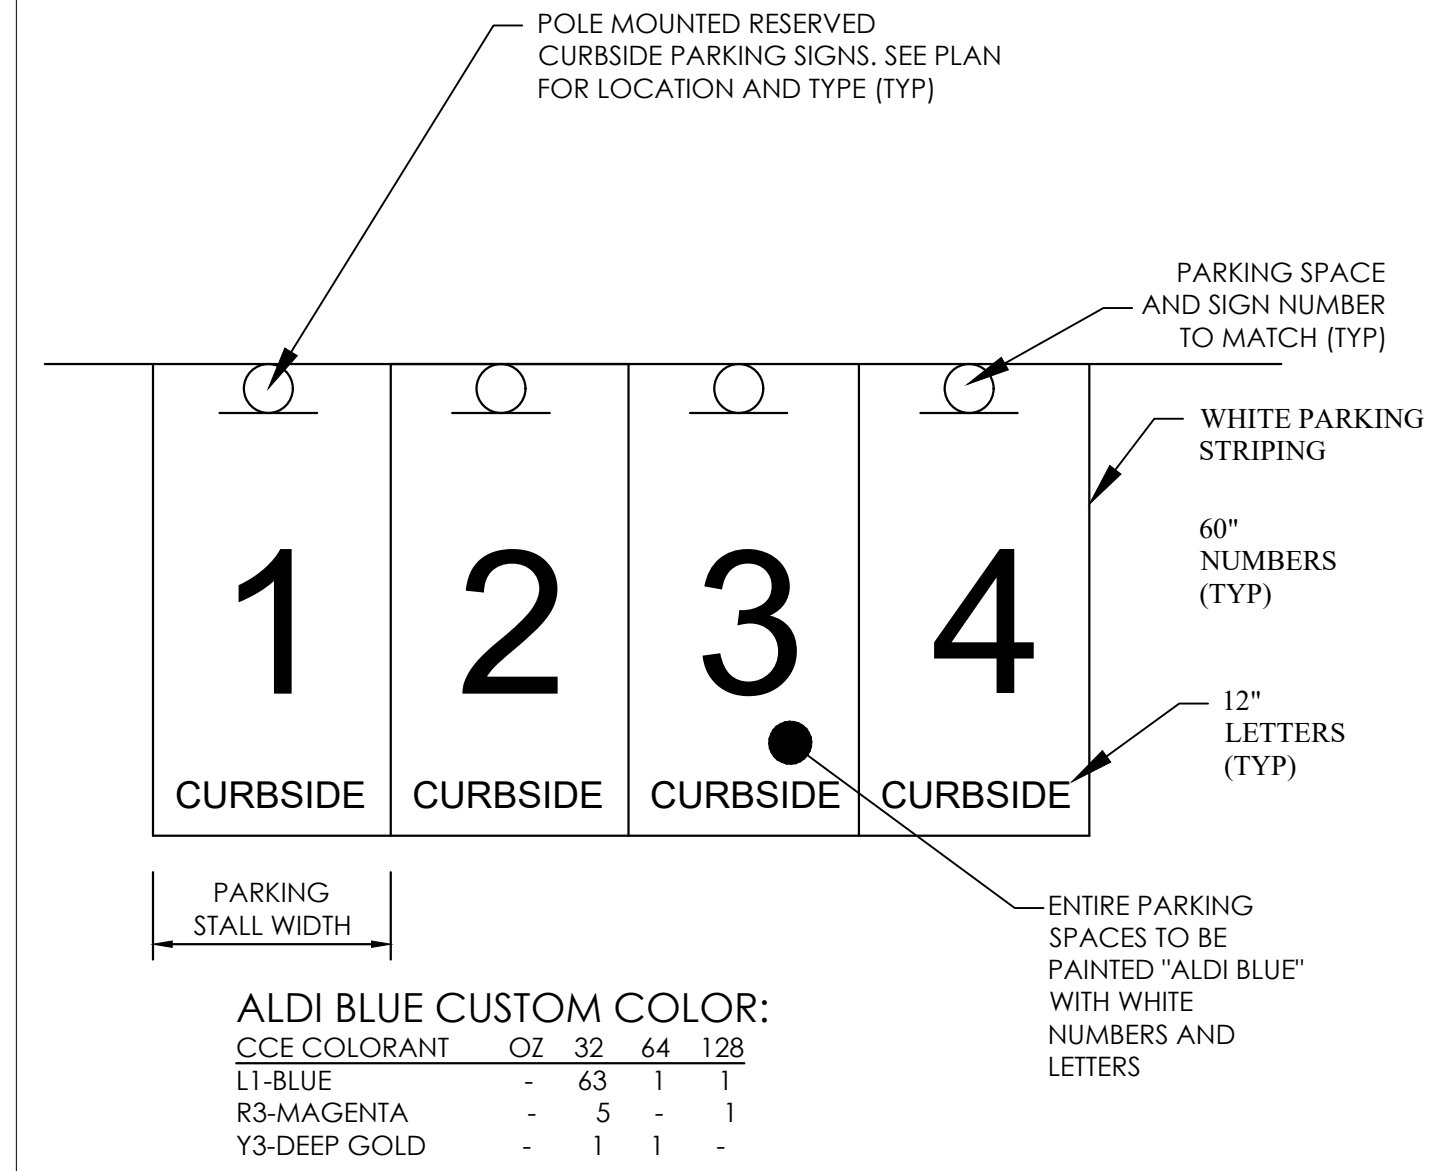 POLE MOUNTED RESERVED
CURBSIDE PARKING SIGNS. SEE PLAN
FOR LOCATION AND TYPE (TYP)
PARKING SPACE
AND SIGN NUMBER
TO MATCH (TYP)
WHITE PARKING
STRIPING
60"
NUMBERS
(TYP)
1 2 3 4
12"
LETTERS
(TYP)
CURBSIDE CURBSIDE CURBSIDE CURBSIDE
PARKING
STALL WIDTH
ENTIRE PARKING
SPACES TO BE
PAINTED "ALDI BLUE"
WITH WHITE
NUMBERS AND
LETTERS
ALDI BLUE CUSTOM COLOR:
CCE COLORANT OZ 32 64 128
L1-BLUE - 63 1 1
R3-MAGENTA - 5 - 1
Y3-DEEP GOLD - 1 1 -